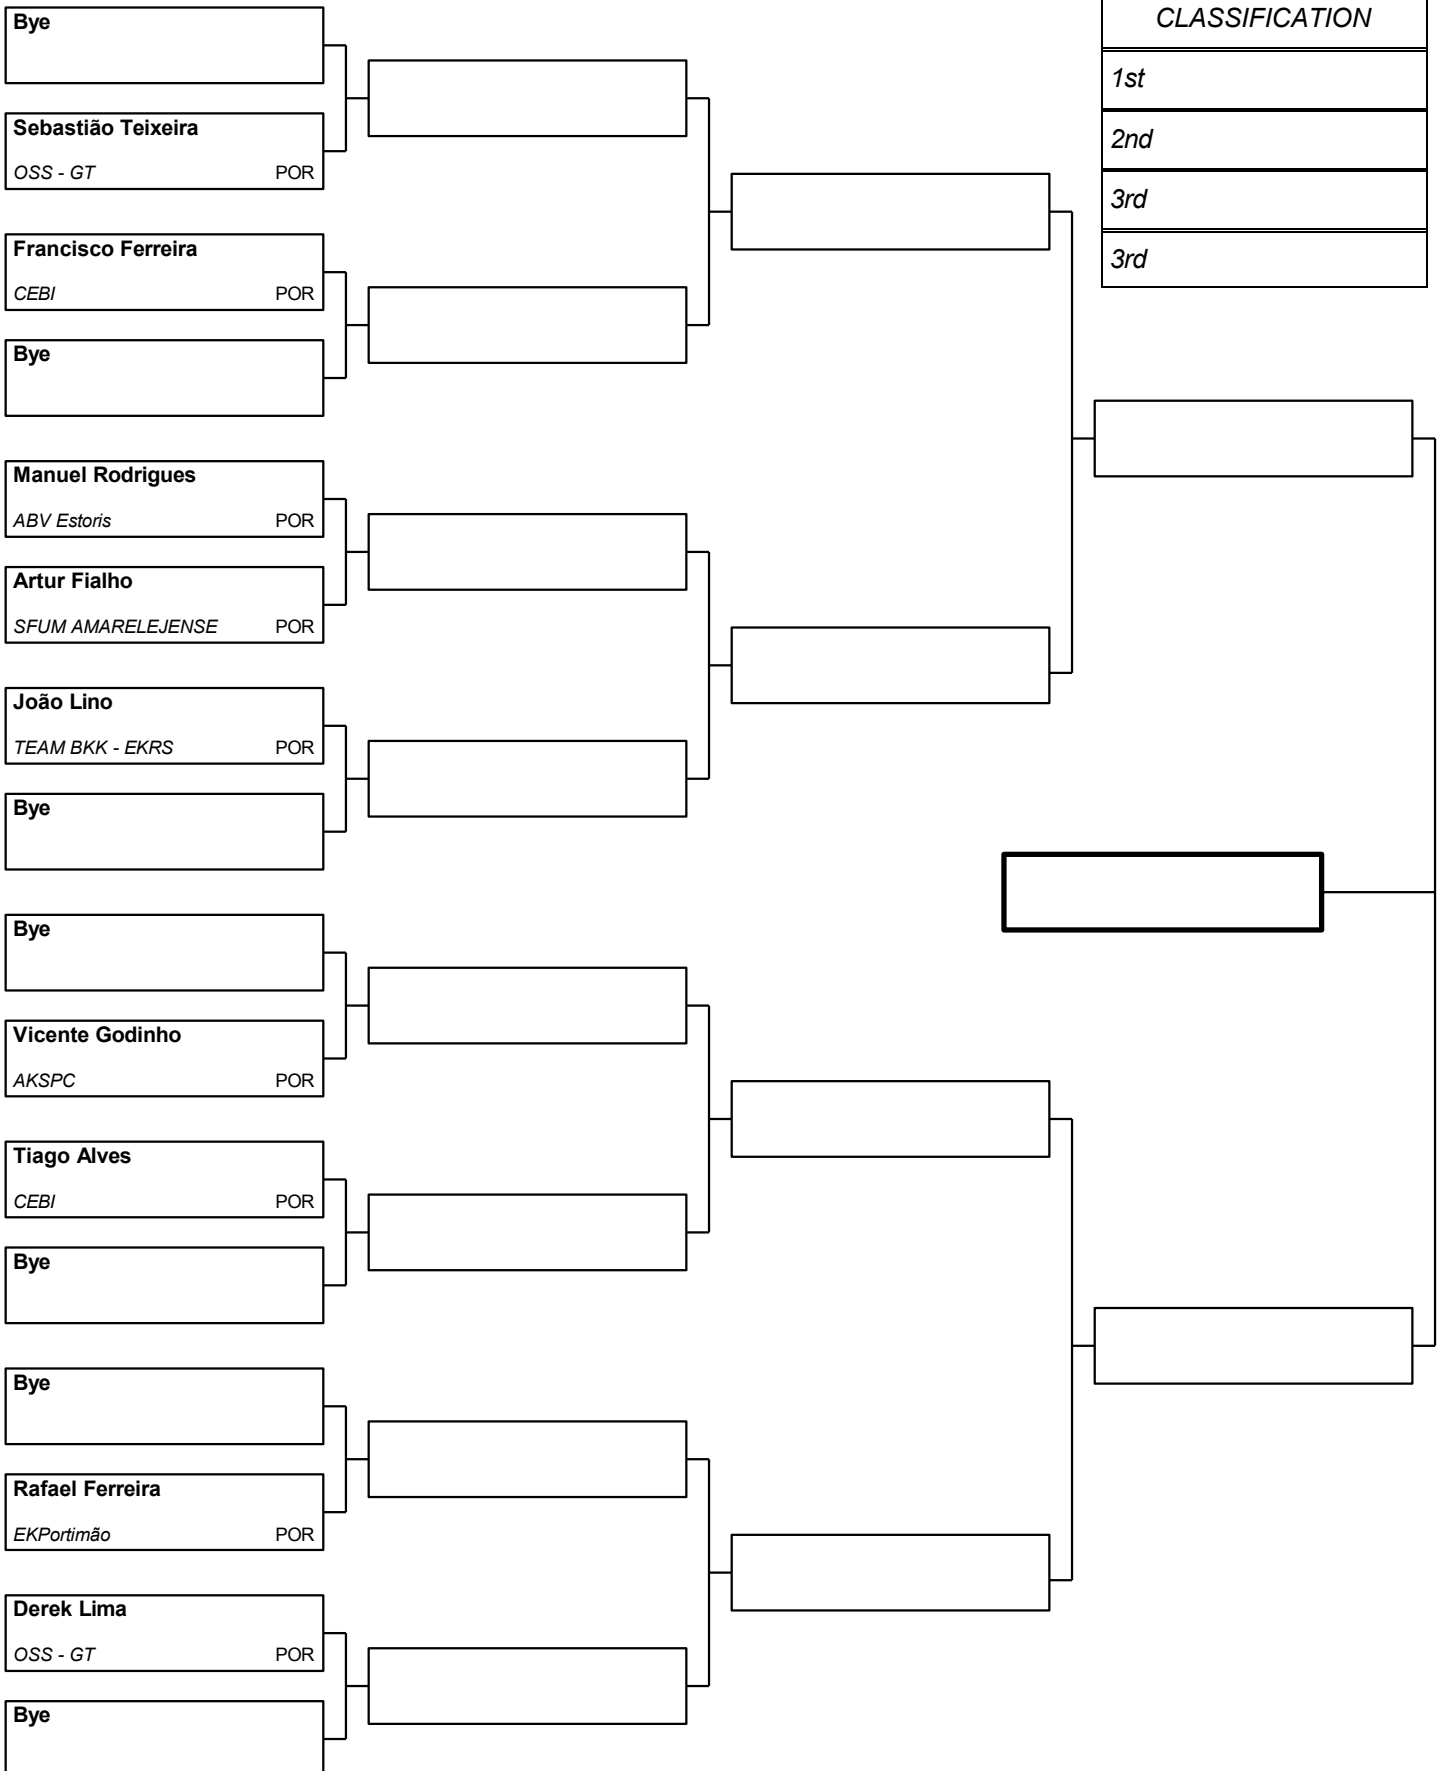 Bye
Sebastião Teixeira
OSS - GT POR
Francisco Ferreira
CEBI POR
Bye
Manuel Rodrigues
ABV Estoris POR
Artur Fialho
SFUM AMARELEJENSE POR
João Lino
TEAM BKK - EKRS POR
Bye
Bye
Vicente Godinho
AKSPC POR
Tiago Alves
CEBI POR
Bye
Bye
Rafael Ferreira
EKPortimão POR
Derek Lima
OSS - GT POR
Bye
CLASSIFICATION
1st
2nd
3rd
3rd